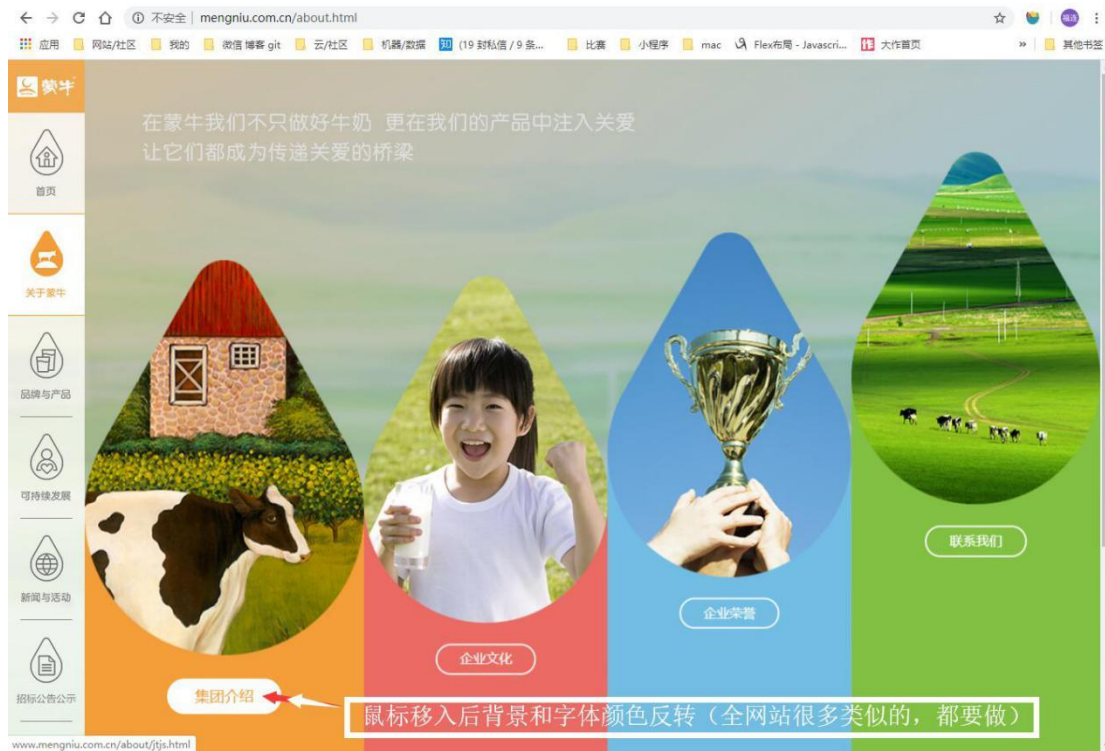 不安全
mengniu.com.cn/about.html
福连
应用
网站/社区
我的
微信 博客 git
云/社区
机器/数据
知
(19 封私信 / 9 条...
比赛
小程序
mac
Flex布局 - Javascri...
作
大作首页
»
其他书签
蒙牛
在蒙牛我们不只做好牛奶 更在我们的产品中注入关爱
让它们都成为传递关爱的桥梁
首页
关于蒙牛
品牌与产品
可持续发展
新闻与活动
招标公告公示
联系我们
企业荣誉
企业文化
集团介绍
鼠标移入后背景和字体颜色反转（全网站很多类似的，都要做）
www.mengniu.com.cn/about/jtjs.html